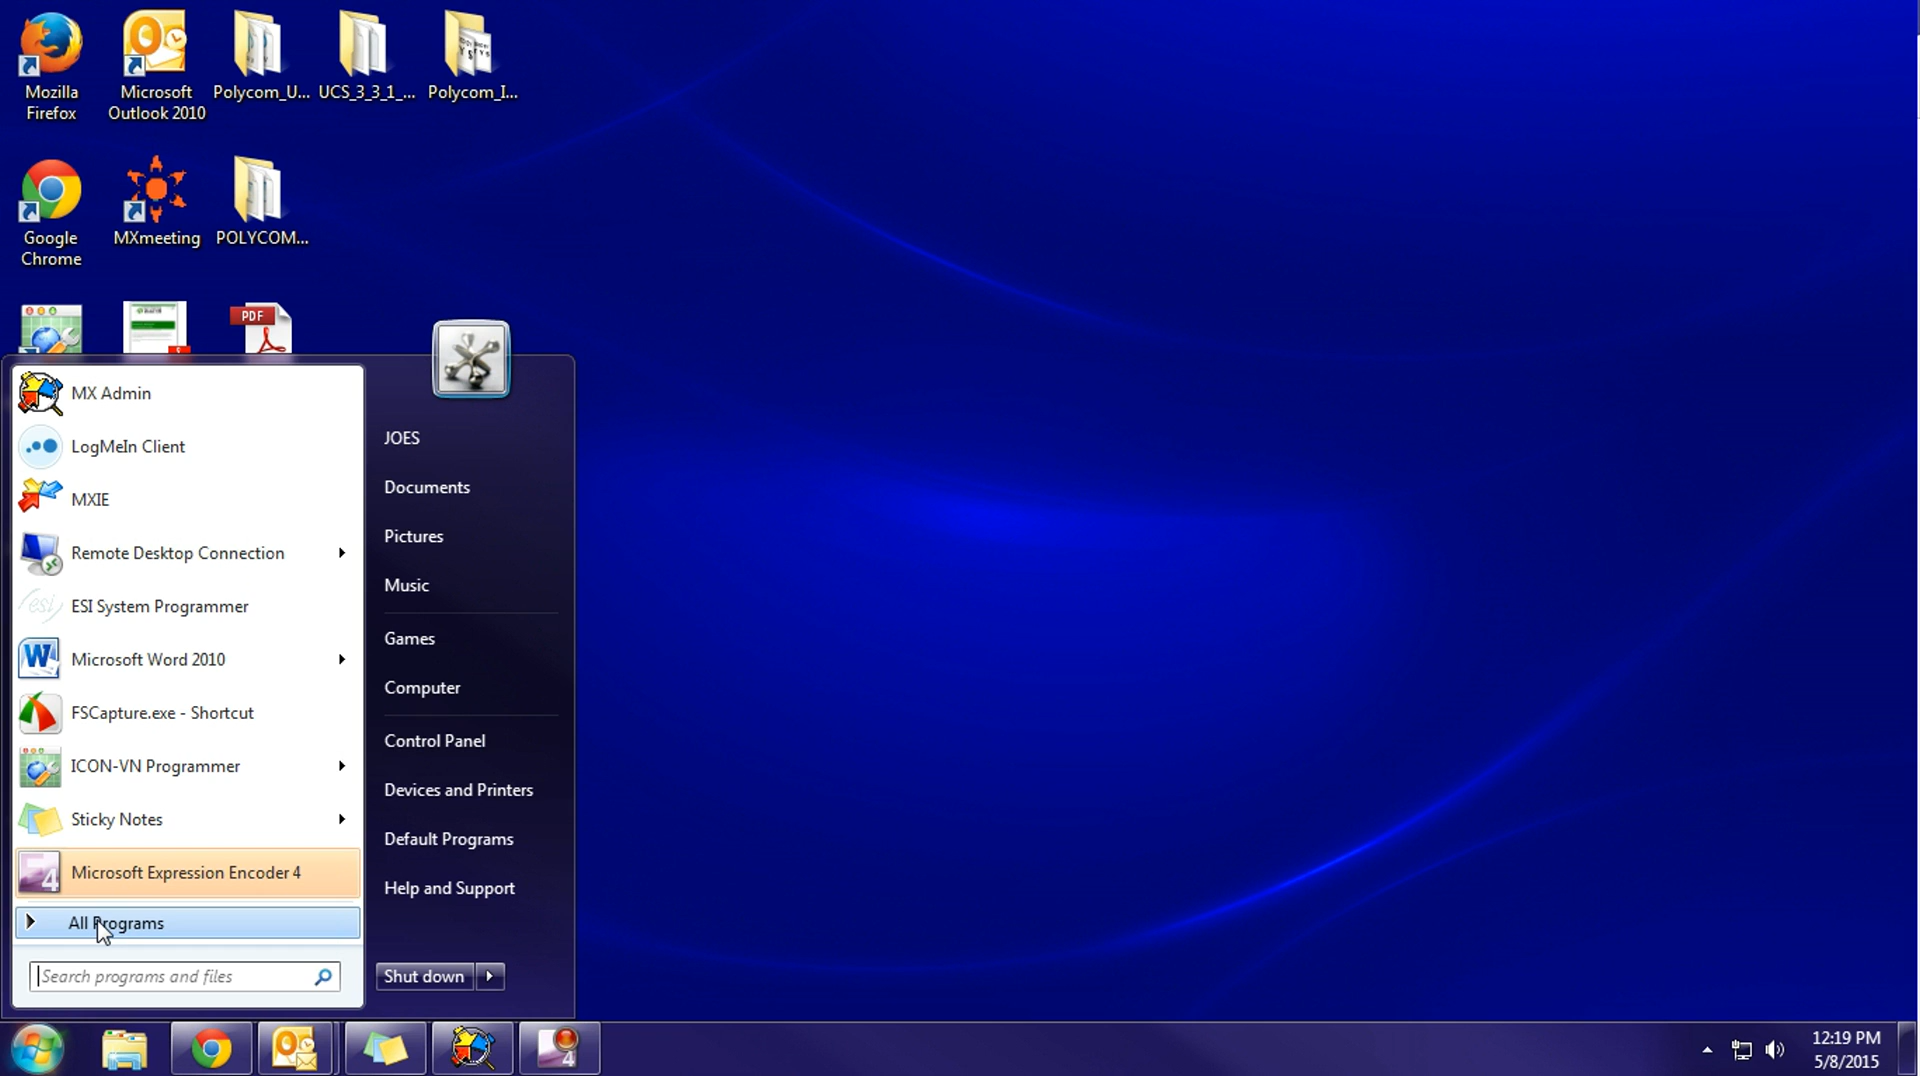 Mozilla
Firefox
Microsoft
Outlook 2010
Polycom_U...
UCS_3_3_1_...
Polycom_I...
Google
Chrome
MXmeeting
POLYCOM...
PDF
MX Admin
LogMeIn Client
MXIE
Remote Desktop Connection
esi
ESI System Programmer
W
Microsoft Word 2010
FSCapture.exe - Shortcut
ICON-VN Programmer
Sticky Notes
4
Microsoft Expression Encoder 4
All Programs
Search programs and files
JOES
Documents
Pictures
Music
Games
Computer
Control Panel
Devices and Printers
Default Programs
Help and Support
Shut down
4
12:19 PM
5/8/2015